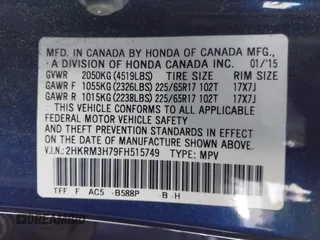 MFD. IN CANADA BY HONDA OF CANADA MFG.,
A DIVISION OF HONDA CANADA INC. 01/'15
GVWR 2050KG(4519LBS) TIRE SIZE RIM SIZE
GAWR F 1055KG(2326LBS) 225/65R17 102T 17X7J
GAWR R 1015KG(2238LBS) 225/65R17 102T 17X7J
THIS VEHICLE CONFORMS TO ALL APPLICABLE
FEDERAL MOTOR VEHICLE SAFETY
STANDARDS IN EFFECT ON THE DATE OF
MANUFACTURE SHOWN ABOVE.
V.I.N.: 2HKRM3H79FH515749 TYPE: MPV
TFF F AC5 B588P B-H